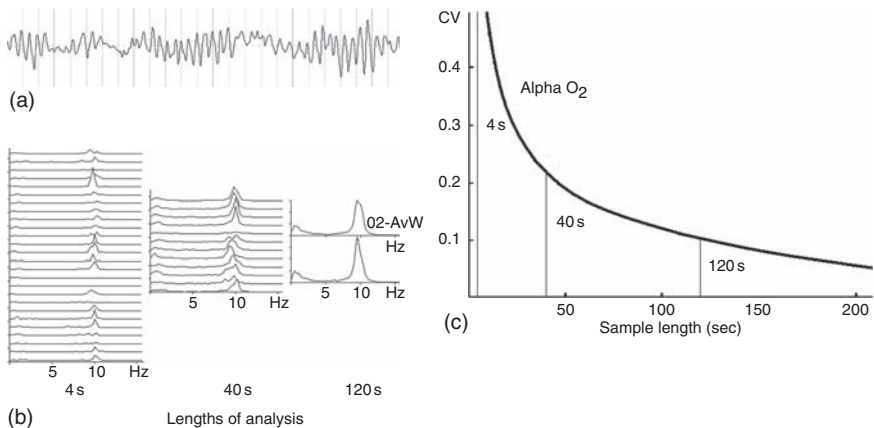 (a)
5 10 Hz
4 s
5 10
Hz
40 s
02-AvW
Hz
5 10 Hz
120 s
(b)
Lengths of analysis
CV
0.4
0.3
0.2
0.1
Alpha O2
4 s
40 s
120 s
50 100 150 200
Sample length (sec)
(c)